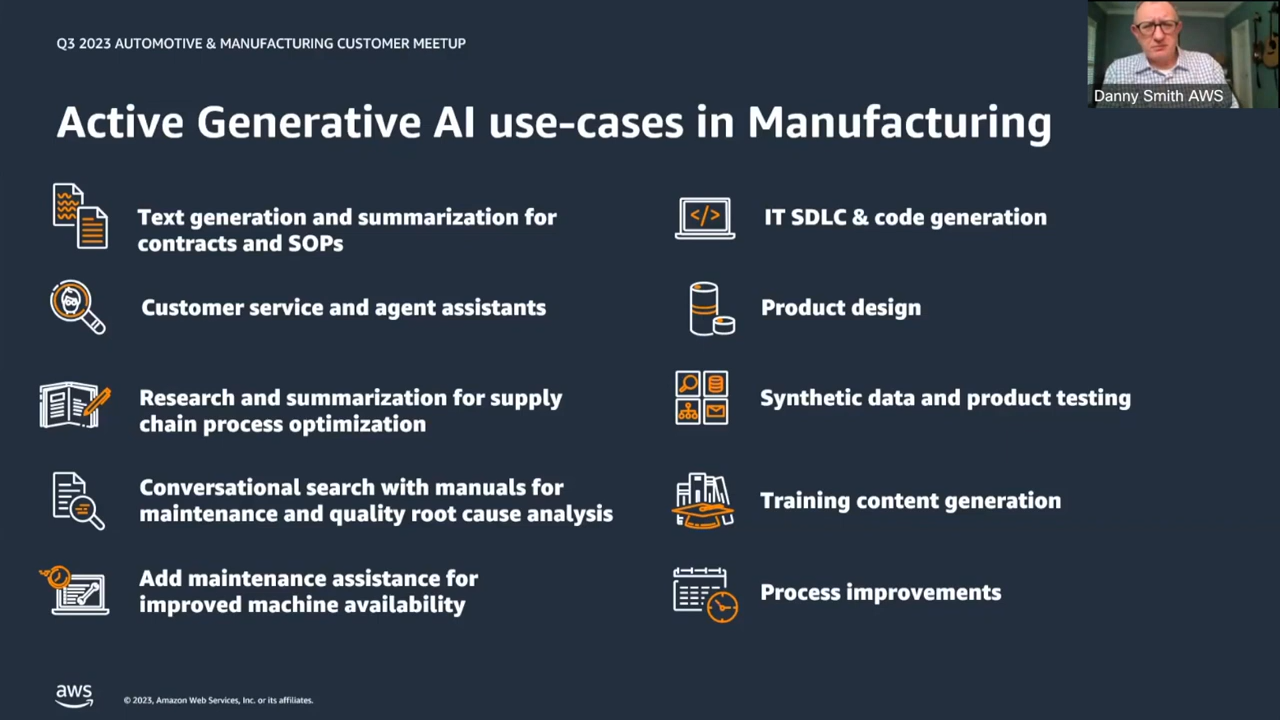 Q3 2023 AUTOMOTIVE & MANUFACTURING CUSTOMER MEETUP
Danny Smith AWS
Active Generative AI use-cases in Manufacturing
Text generation and summarization for
contracts and SOPs
Customer service and agent assistants
Research and summarization for supply
chain process optimization
Conversational search with manuals for
maintenance and quality root cause analysis
Add maintenance assistance for
improved machine availability
</>
IT SDLC & code generation
Product design
Synthetic data and product testing
Training content generation
Process improvements
aws
© 2023, Amazon Web Services, Inc. or its affiliates.